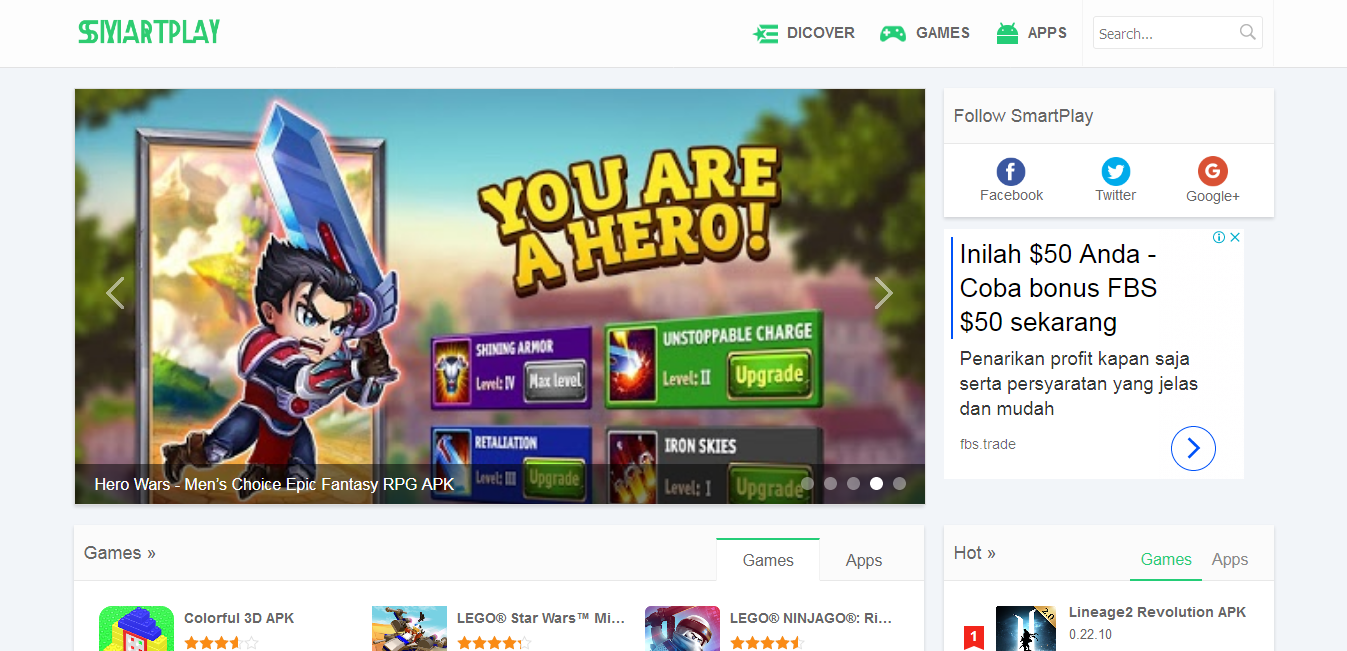 SMARTPLAY
DICOVER
GAMES
APPS
Search...
YOU ARE
A HERO!
SHINING ARMOR
Level: IV
Max level
UNSTOPPABLE CHARGE
Level: II
Upgrade
RETALIATION
Level: III
Upgrade
IRON SKIES
Level: I
Upgrade
Hero Wars - Men's Choice Epic Fantasy RPG APK
Follow SmartPlay
Facebook
Twitter
Google+
Inilah $50 Anda -
Coba bonus FBS
$50 sekarang
Penarikan profit kapan saja
serta persyaratan yang jelas
dan mudah
fbs.trade
Games »
Games
Apps
Colorful 3D APK
LEGO® Star Wars™ Mi...
LEGO® NINJAGO®: Ri...
Hot »
Games
Apps
1
2.0
Lineage2 Revolution APK
0.22.10